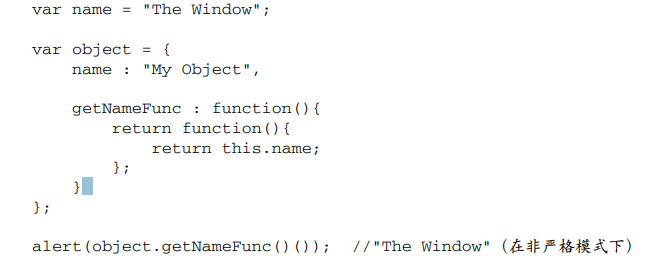 var name = "The Window";
var object = {
    name : "My Object",
    getNameFunc : function(){
        return function(){
            return this.name;
        };
    }
};
alert(object.getNameFunc()());  //"The Window"（在非严格模式下）